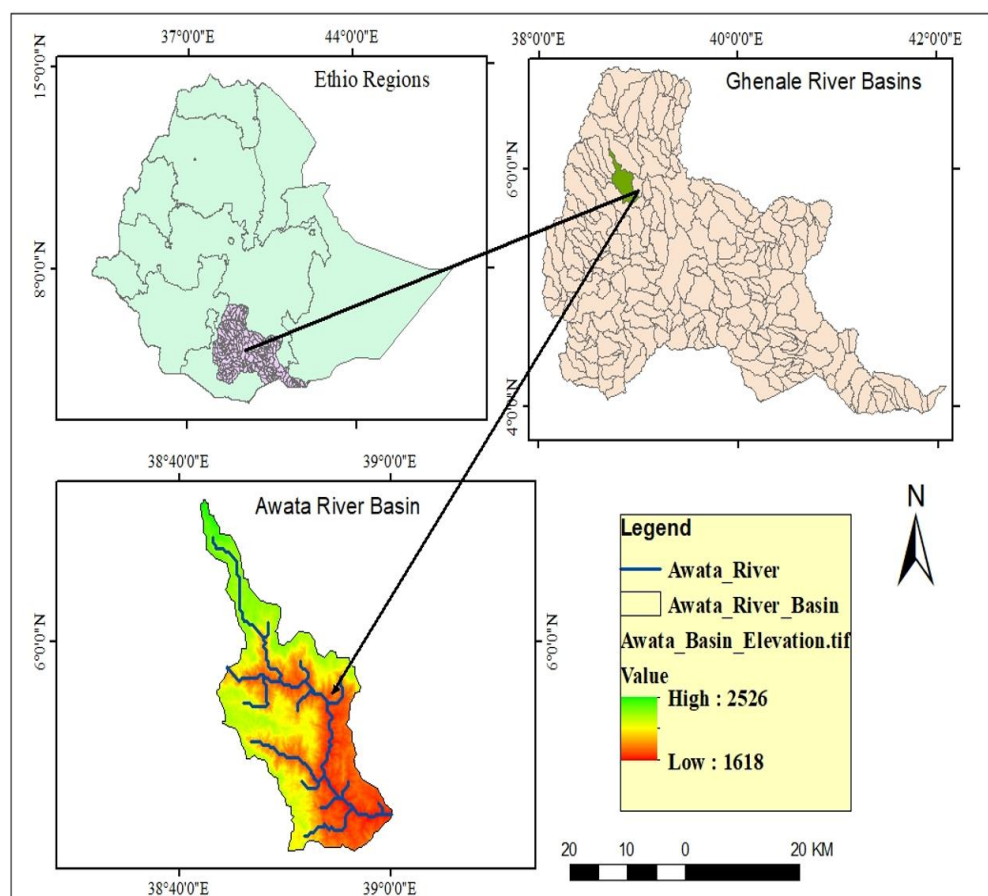 37°0'0"E 44°0'0"E
15°0'0"N
Ethio Regions
8°0'0"N
38°0'0"E 40°0'0"E 42°0'0"E
Ghenale River Basins
6°0'0"N
4°0'0"N
38°40'0"E 39°0'0"E
Awata River Basin
6°0'0"N
38°40'0"E 39°0'0"E
N
Legend
Awata_River
Awata_River_Basin
Awata_Basin_Elevation.tif
Value
High : 2526
Low : 1618
20 10 0 20 KM